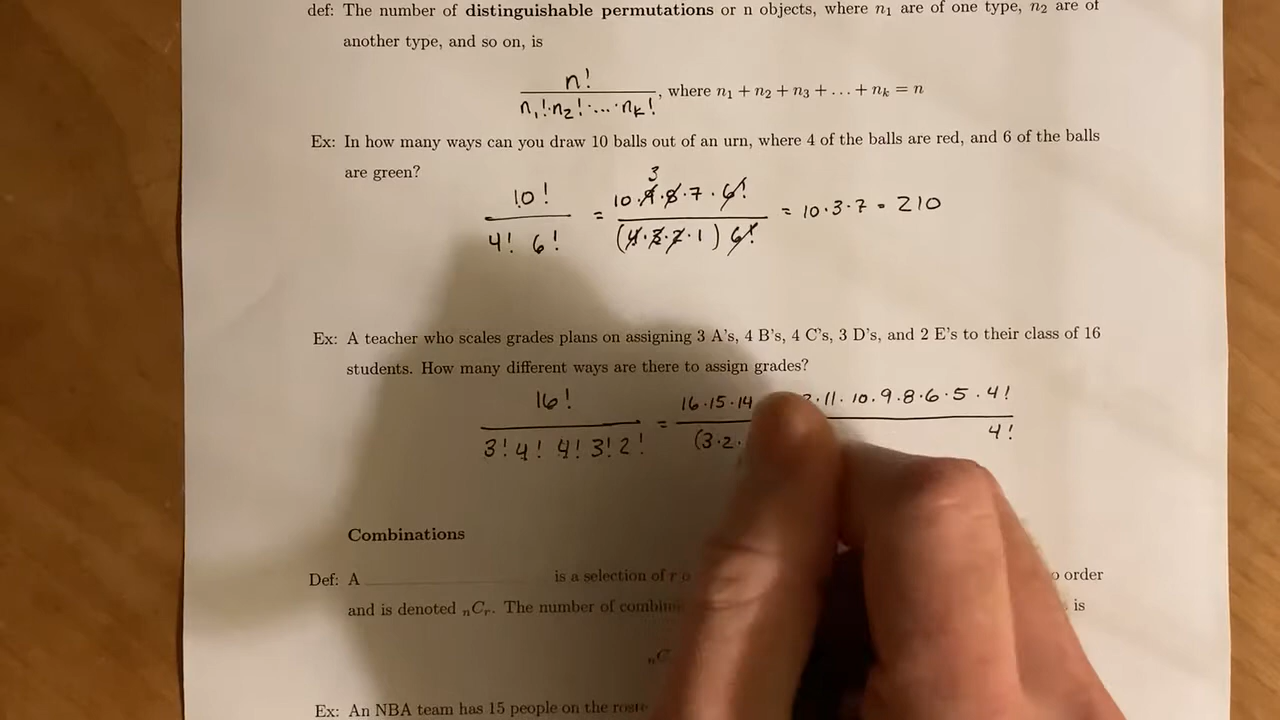 def: The number of distinguishable permutations or n objects, where n₁ are of one type, n₂ are of
another type, and so on, is
n! / n₁!·n₂!·...·nₖ! , where n₁ + n₂ + n₃ + ... + nₖ = n
Ex: In how many ways can you draw 10 balls out of an urn, where 4 of the balls are red, and 6 of the balls
are green?
3
10! / 4! 6! = 10·9·8·7·6! / (4·3·2·1) 6! = 10·3·7 = 210
Ex: A teacher who scales grades plans on assigning 3 A's, 4 B's, 4 C's, 3 D's, and 2 E's to their class of 16
students. How many different ways are there to assign grades?
16! / 3! 4! 4! 3! 2! = 16·15·14 ·11·10·9·8·6·5·4! / (3·2· 4!
Combinations
Def: A is a selection of r order
and is denoted ₙCᵣ. The number of is
ₙC
Ex: An NBA team has 15 people on the